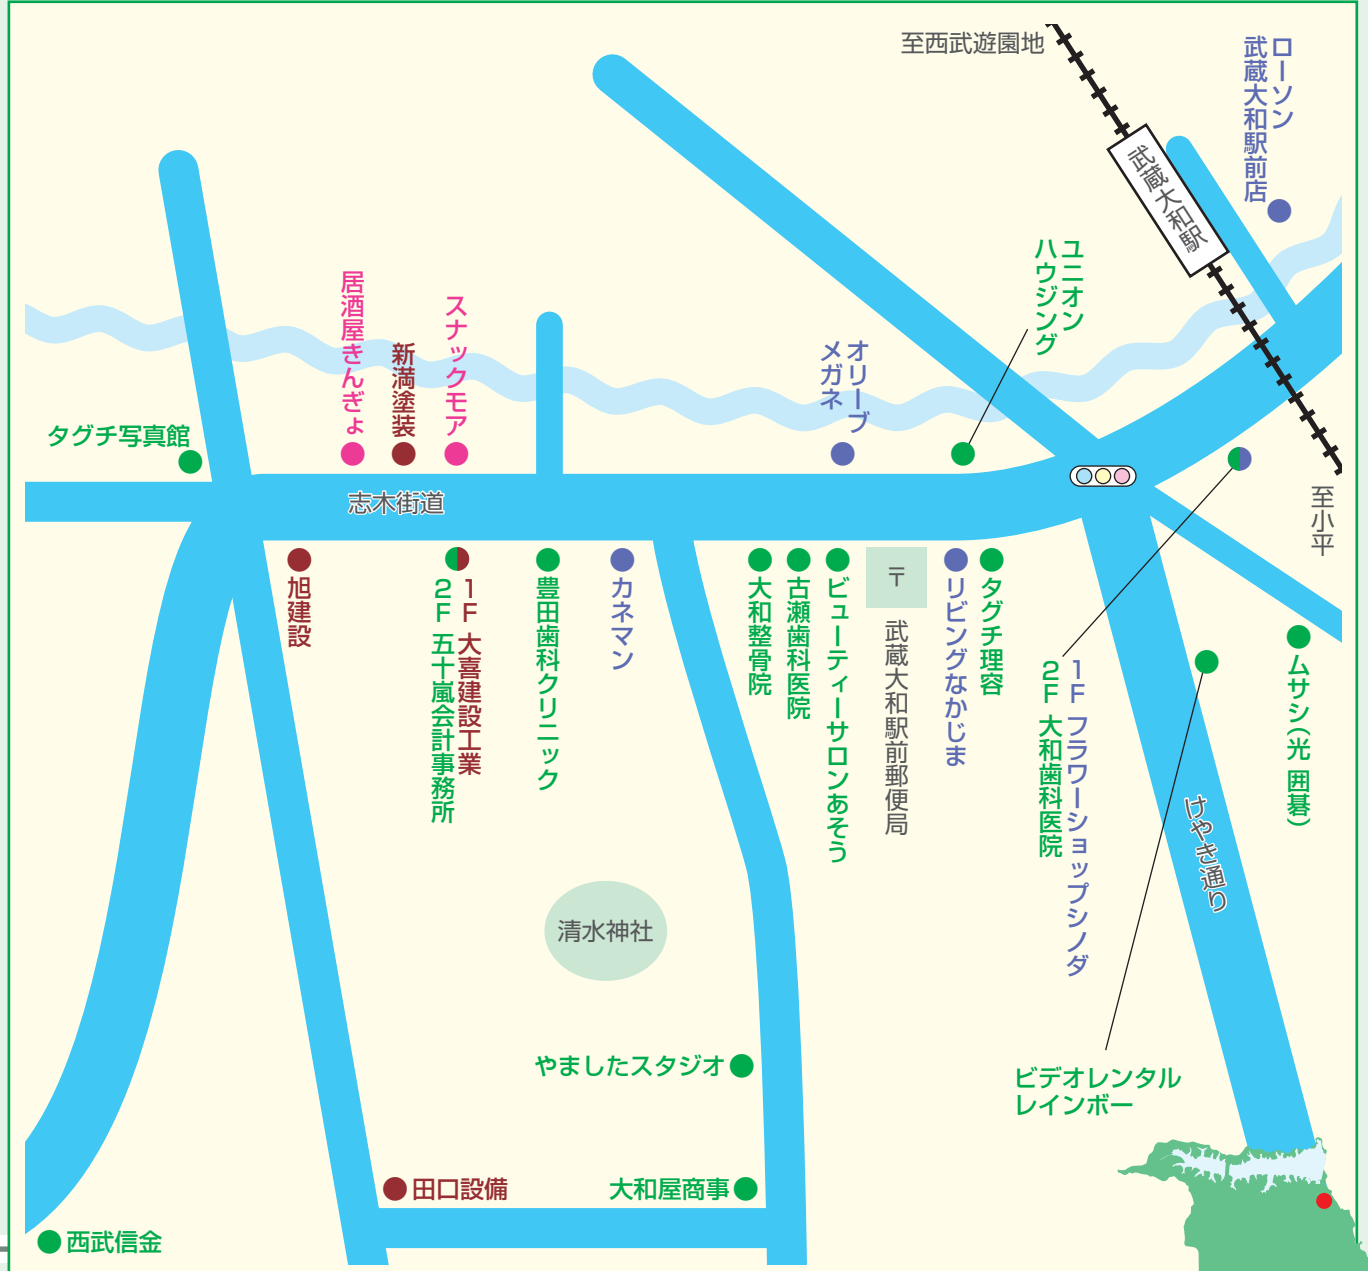 至西武遊園地
ローソン
武蔵大和駅前店
武蔵大和駅
ユニオン
ハウジング
居酒屋きんぎょ
新満塗装
スナックモア
オリーブ
メガネ
タグチ写真館
志木街道
至小平
旭建設
1F 大喜建設工業
2F 五十嵐会計事務所
豊田歯科クリニック
カネマン
大和整骨院
古瀬歯科医院
ビューティーサロンあそう
〒
武蔵大和駅前郵便局
リビングなかじま
タグチ理容
1F フラワーショップシノダ
2F 大和歯科医院
ムサシ(光 囲碁)
けやき通り
清水神社
やましたスタジオ
ビデオレンタル
レインボー
田口設備
大和屋商事
西武信金